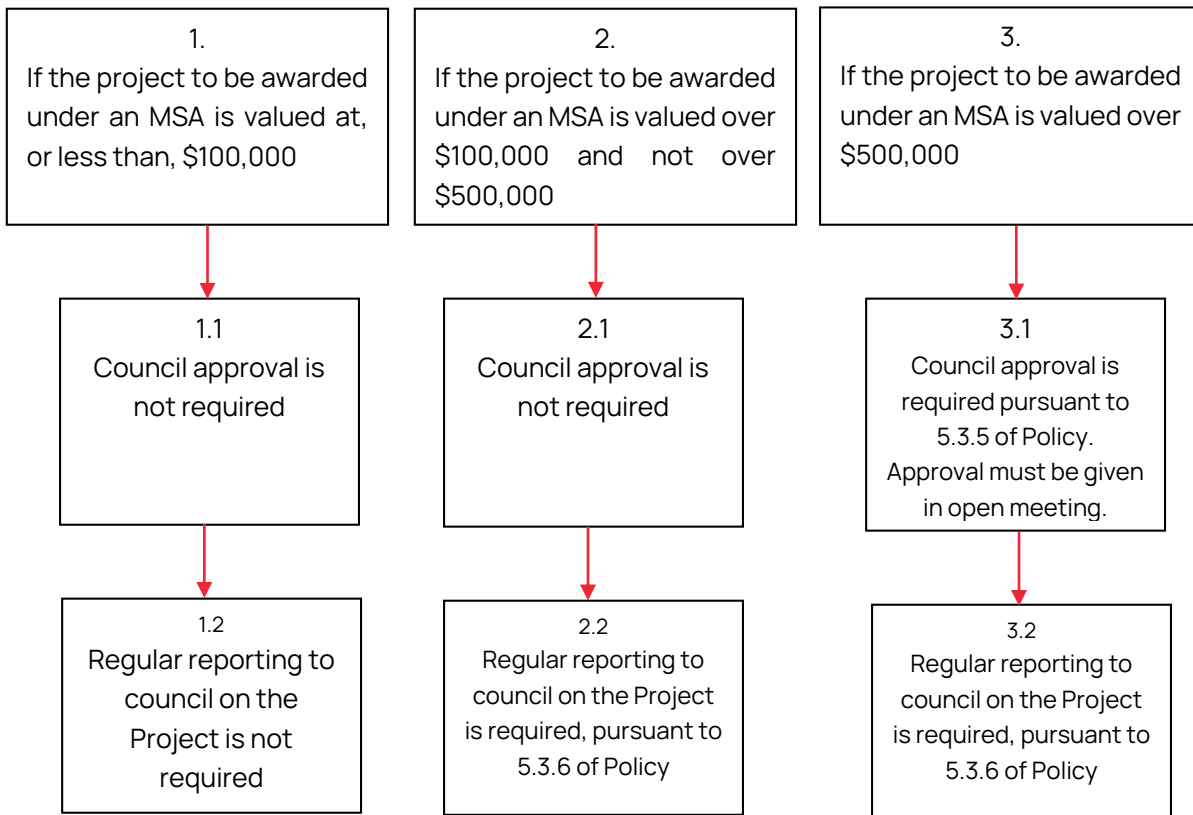 1.
If the project to be awarded
under an MSA is valued at,
or less than, $100,000
2.
If the project to be awarded
under an MSA is valued over
$100,000 and not over
$500,000
3.
If the project to be awarded
under an MSA is valued over
$500,000
1.1
Council approval is
not required
2.1
Council approval is
not required
3.1
Council approval is
required pursuant to
5.3.5 of Policy.
Approval must be given
in open meeting.
1.2
Regular reporting to
council on the
Project is not
required
2.2
Regular reporting to
council on the Project
is required, pursuant to
5.3.6 of Policy
3.2
Regular reporting to
council on the Project
is required, pursuant to
5.3.6 of Policy